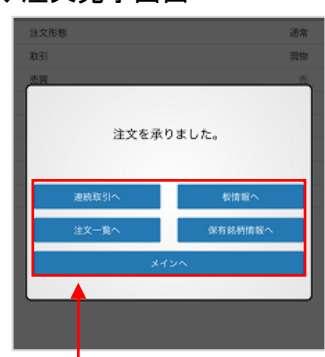 注文完了画面
注文形態 通常
取引 現物
売買 売
注文を承りました。
連続取引へ 板情報へ
注文一覧へ 保有銘柄情報へ
メインへ